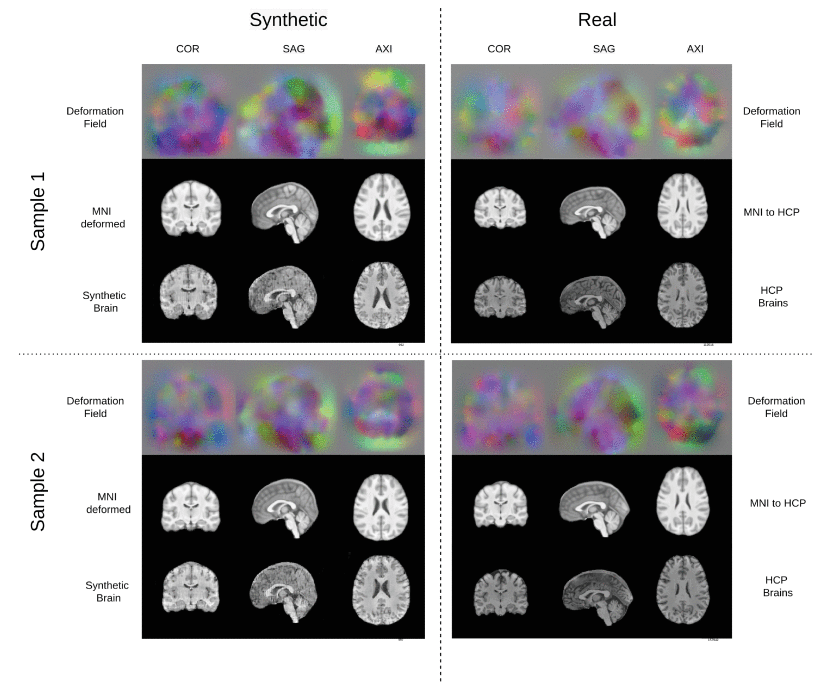 Synthetic
Real
COR
SAG
AXI
COR
SAG
AXI
Sample 1
Deformation
Field
Deformation
Field
MNI
deformed
MNI to HCP
Synthetic
Brain
HCP
Brains
Sample 2
Deformation
Field
Deformation
Field
MNI
deformed
MNI to HCP
Synthetic
Brain
HCP
Brains